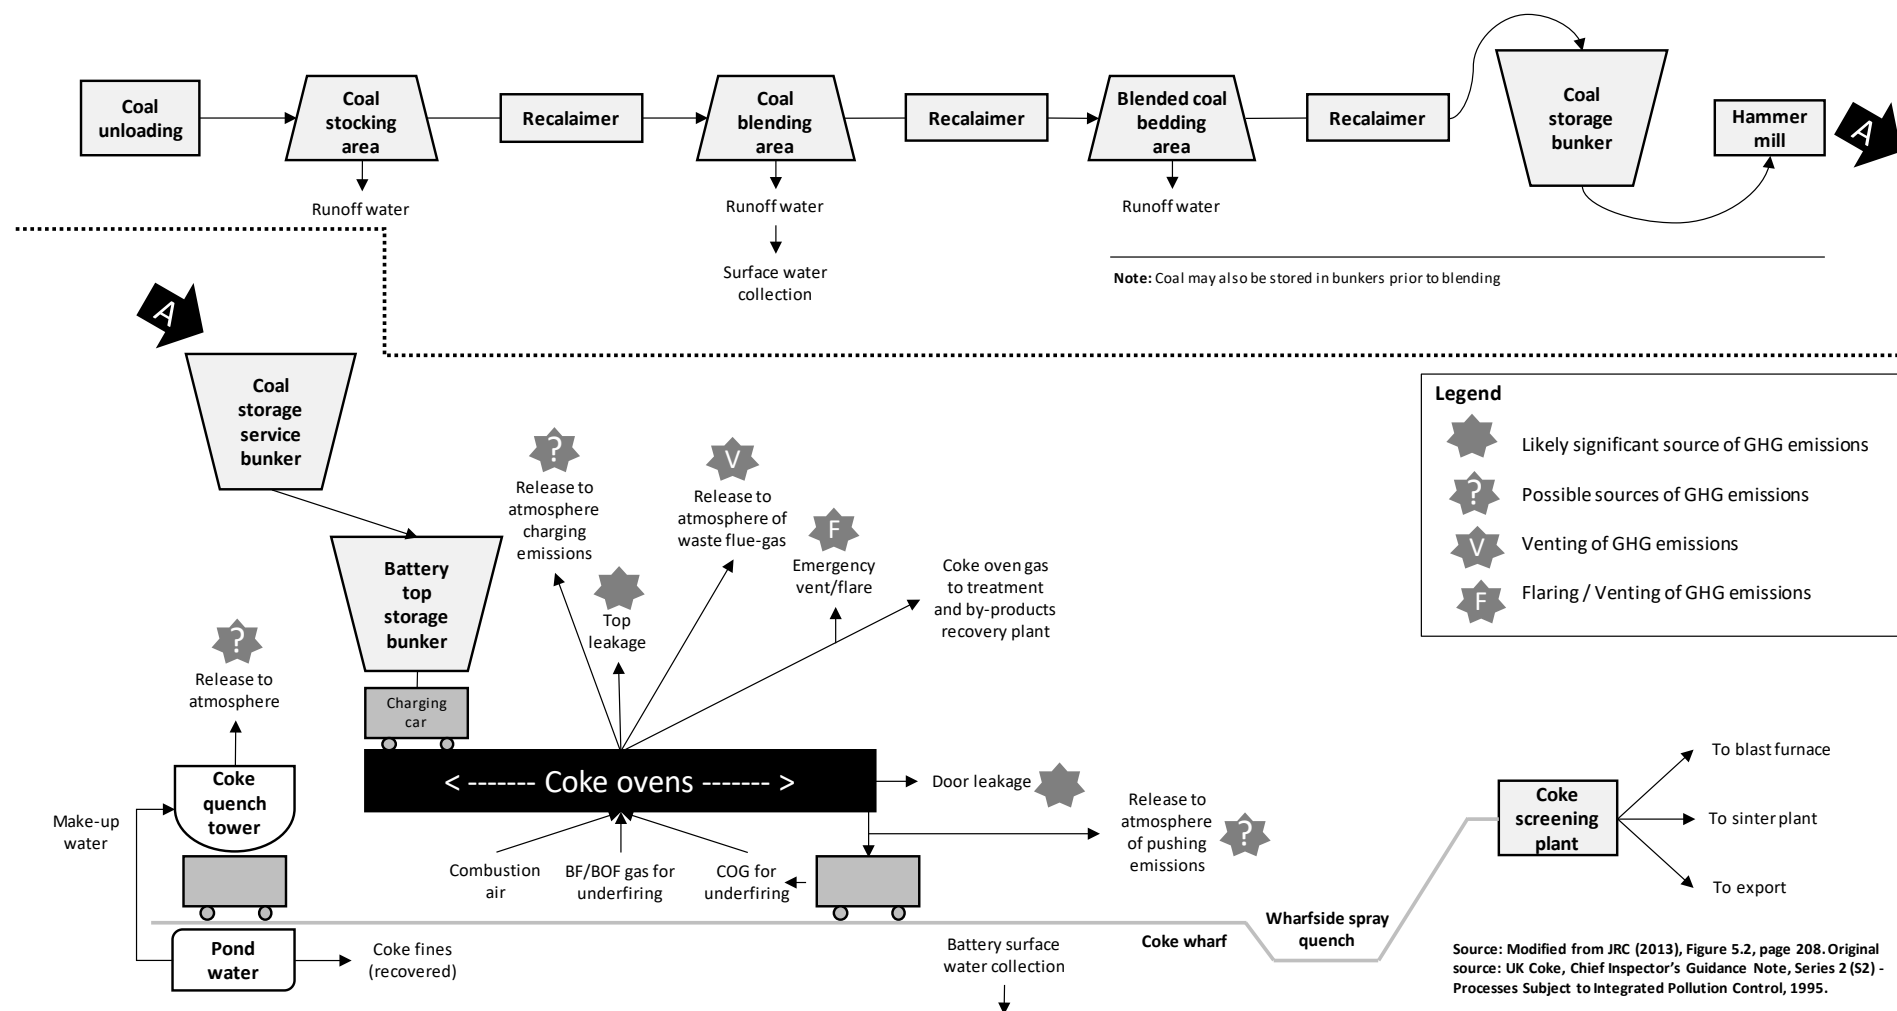 Coal
unloading
Coal
stocking
area
Recalaimer
Coal
blending
area
Recalaimer
Blended coal
bedding
area
Recalaimer
Coal
storage
bunker
Hammer
mill
A
Runoff water
Runoff water
Surface water
collection
Runoff water
Note: Coal may also be stored in bunkers prior to blending
A
Coal
storage
service
bunker
Battery
top
storage
bunker
Charging
car
?
Release to
atmosphere
charging
emissions
Top
leakage
V
Release to
atmosphere of
waste flue-gas
F
Emergency
vent/flare
Coke oven gas
to treatment
and by-products
recovery plant
Legend
Likely significant source of GHG emissions
?
Possible sources of GHG emissions
V
Venting of GHG emissions
F
Flaring / Venting of GHG emissions
?
Release to
atmosphere
Coke
quench
tower
Make-up
water
< ------- Coke ovens ------- >
Door leakage
Release to
atmosphere
of pushing
emissions
?
Combustion
air
BF/BOF gas for
underfiring
COG for
underfiring
Coke
screening
plant
To blast furnace
To sinter plant
To export
Pond
water
Coke fines
(recovered)
Battery surface
water collection
Coke wharf
Wharfside spray
quench
Source: Modified from JRC (2013), Figure 5.2, page 208. Original
source: UK Coke, Chief Inspector's Guidance Note, Series 2 (S2) -
Processes Subject to Integrated Pollution Control, 1995.